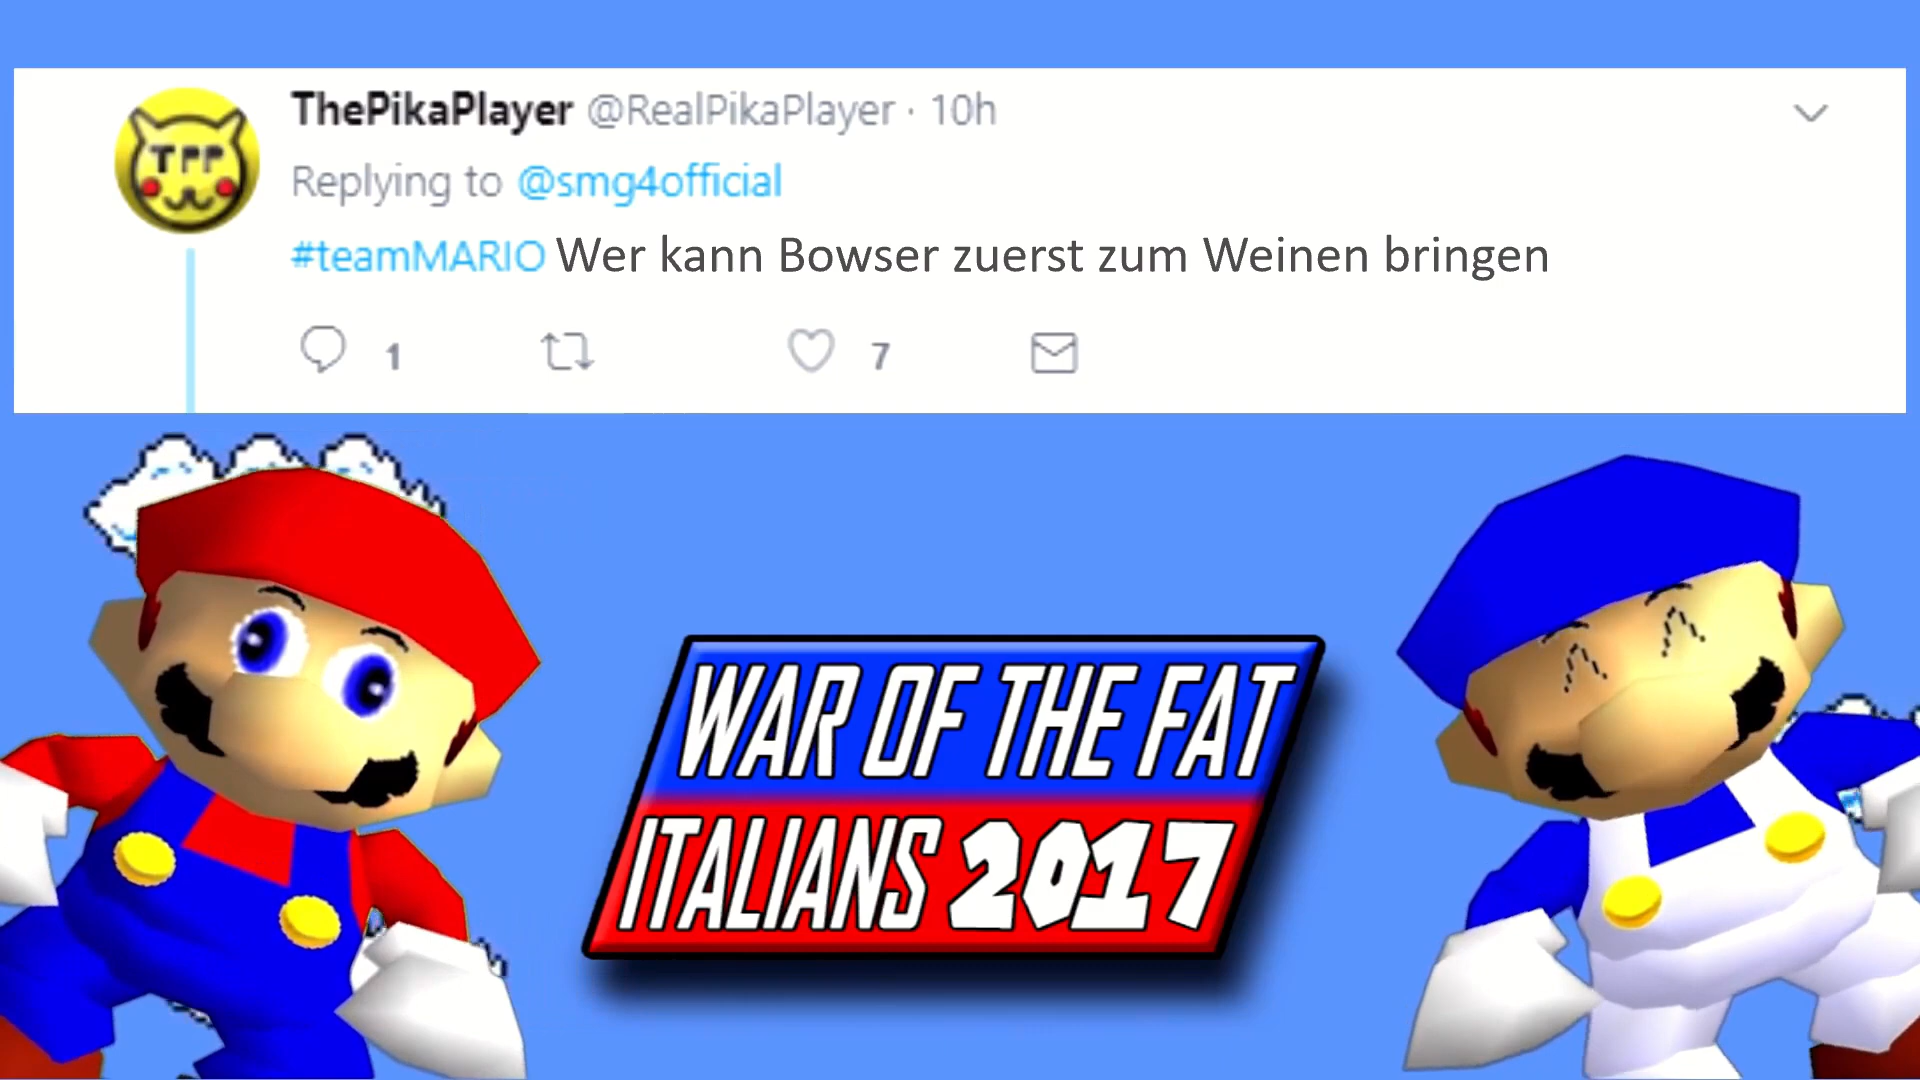 ThePikaPlayer @RealPikaPlayer · 10h
TPP
Replying to @smg4official
#teamMARIO Wer kann Bowser zuerst zum Weinen bringen
1 7
WAR OF THE FAT
ITALIANS 2017